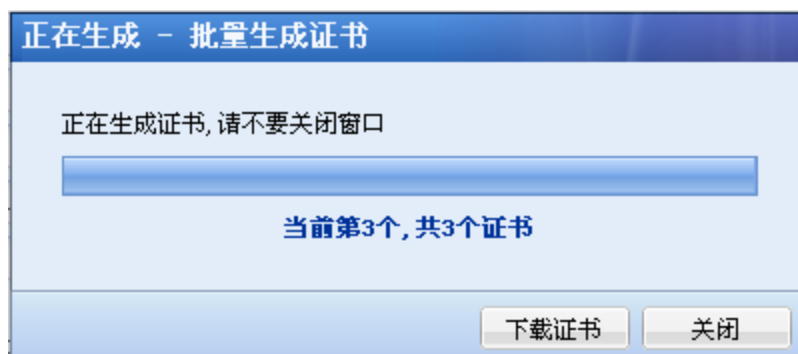 正在生成 - 批量生成证书
正在生成证书,请不要关闭窗口
当前第3个,共3个证书
下载证书
关闭